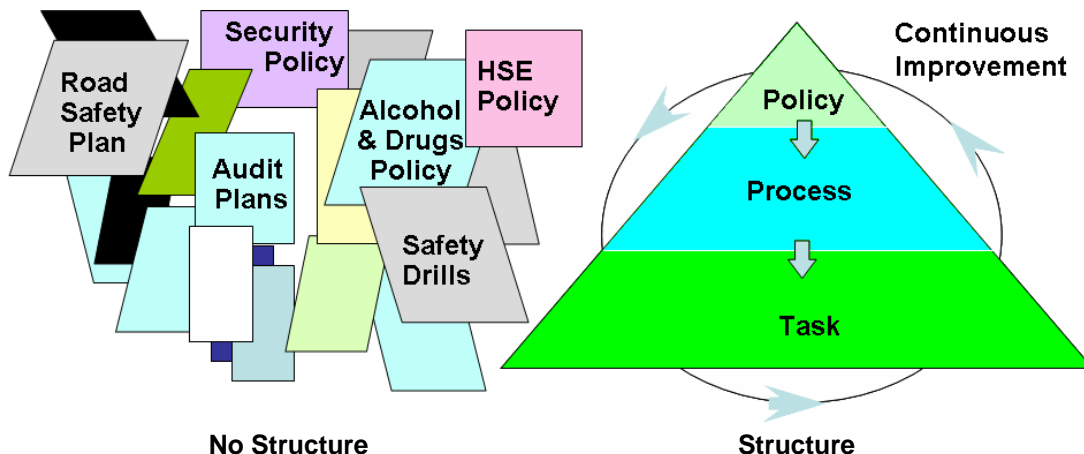 Security
Policy
Road
Safety
Plan
Alcohol
& Drugs
Policy
HSE
Policy
Audit
Plans
Safety
Drills
No Structure
Continuous
Improvement
Policy
Process
Task
Structure